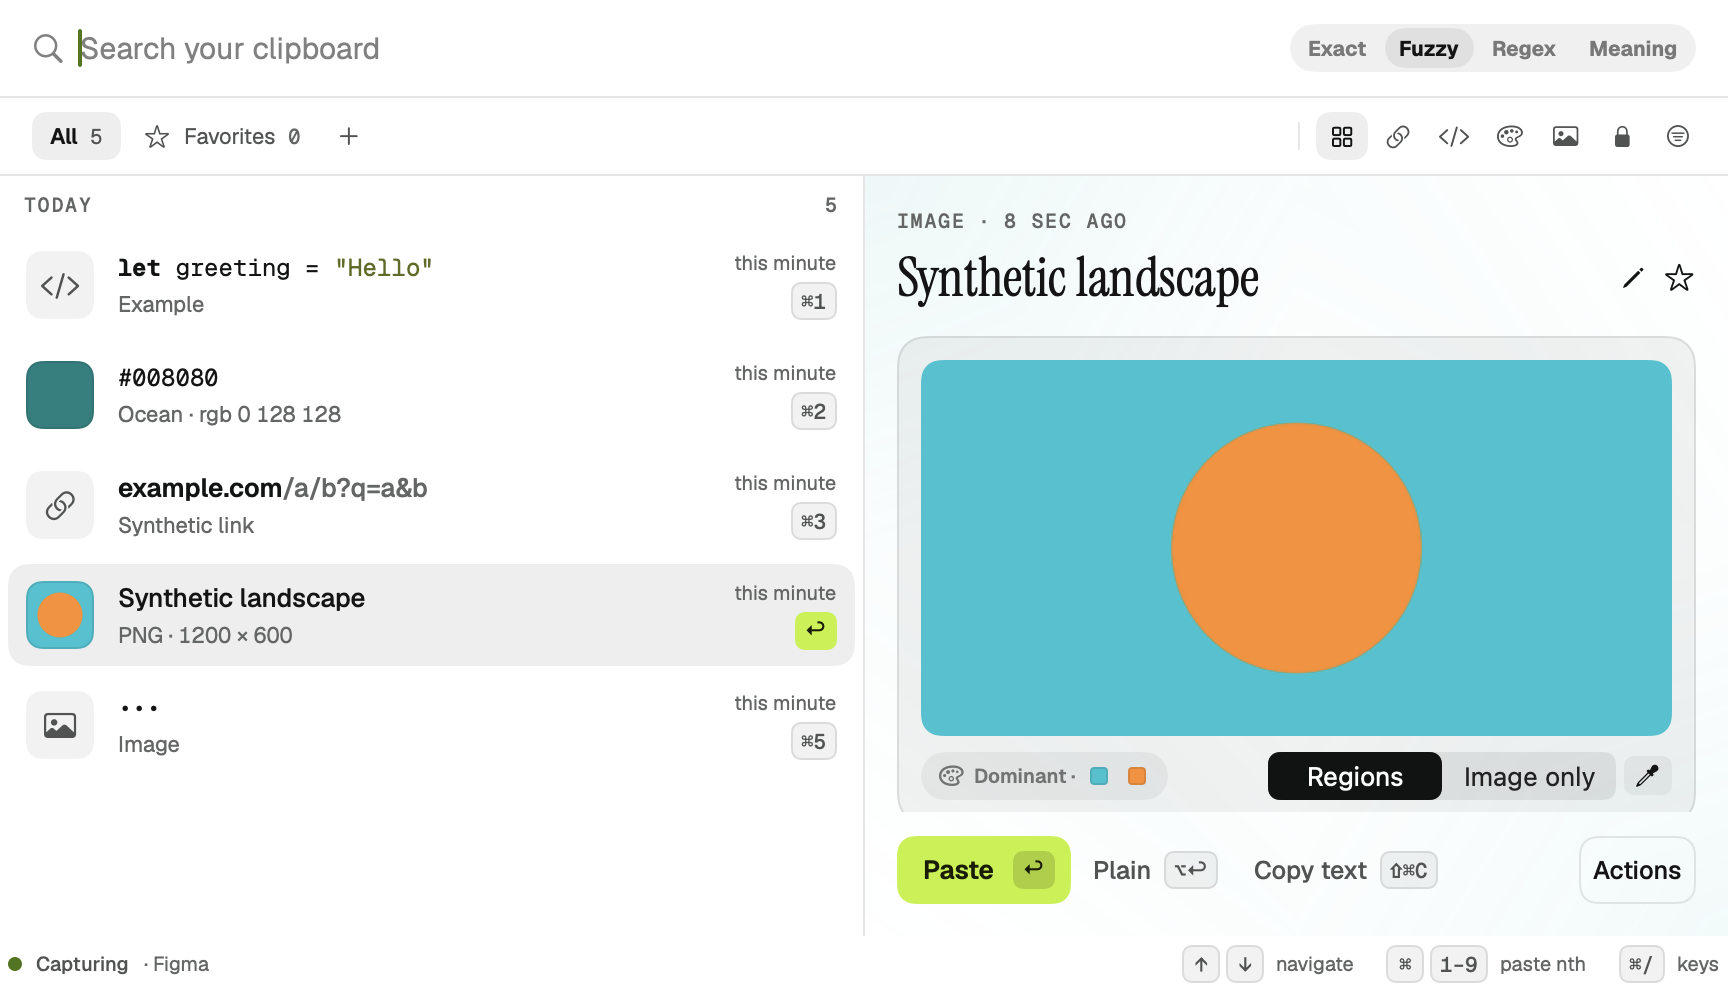 Search your clipboard
Exact Fuzzy Regex Meaning
All 5 Favorites 0 +
TODAY 5
let greeting = "Hello" this minute
Example ⌘1
#008080 this minute
Ocean · rgb 0 128 128 ⌘2
example.com/a/b?q=a&b this minute
Synthetic link ⌘3
Synthetic landscape this minute
PNG · 1200 × 600 ↩
... this minute
Image ⌘5
IMAGE · 8 SEC AGO
Synthetic landscape
Dominant · Regions Image only
Paste ↩ Plain ⌥↩ Copy text ⇧⌘C Actions
Capturing · Figma ↑ ↓ navigate ⌘ 1–9 paste nth ⌘/ keys